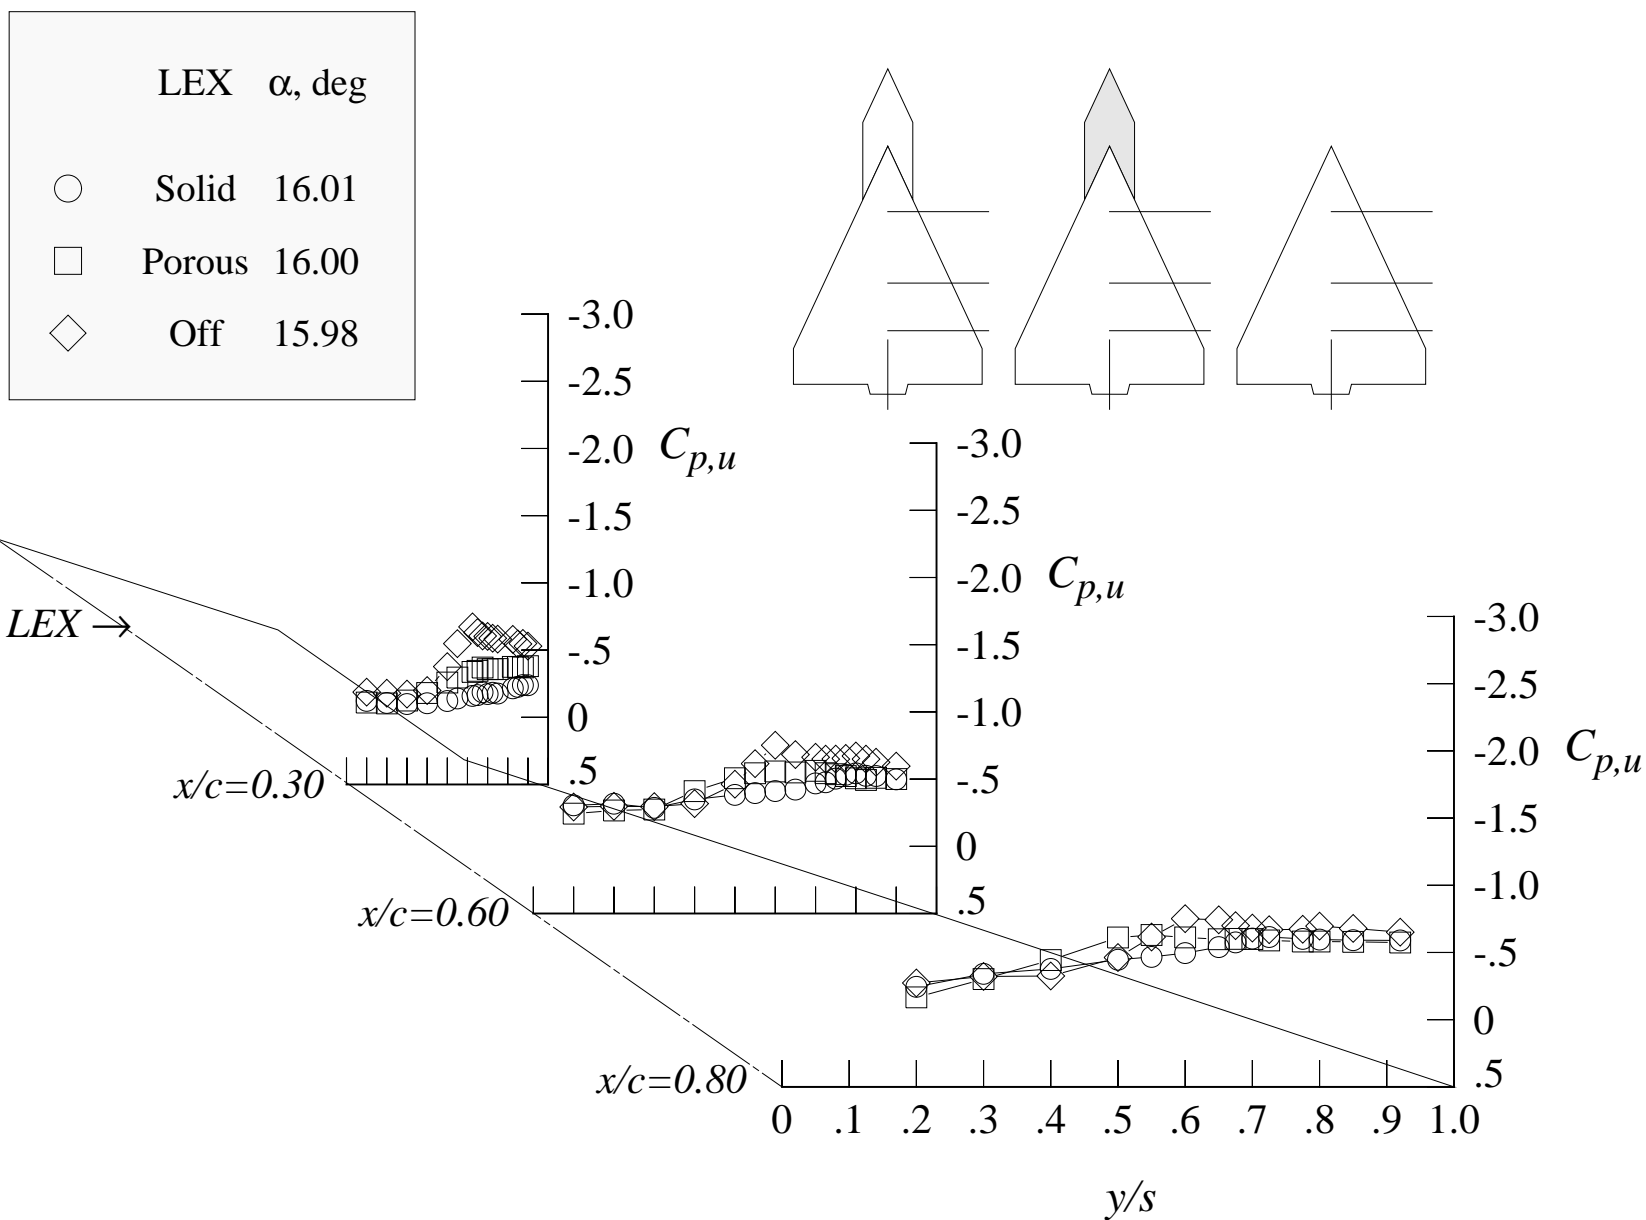 LEX α, deg
Solid 16.01
Porous 16.00
Off 15.98
-3.0
-2.5
-2.0
-1.5
-1.0
-.5
0
.5
Cp,u
LEX →
x/c=0.30
-3.0
-2.5
-2.0
-1.5
-1.0
-.5
0
.5
Cp,u
x/c=0.60
-3.0
-2.5
-2.0
-1.5
-1.0
-.5
0
.5
Cp,u
x/c=0.80
0 .1 .2 .3 .4 .5 .6 .7 .8 .9 1.0
y/s